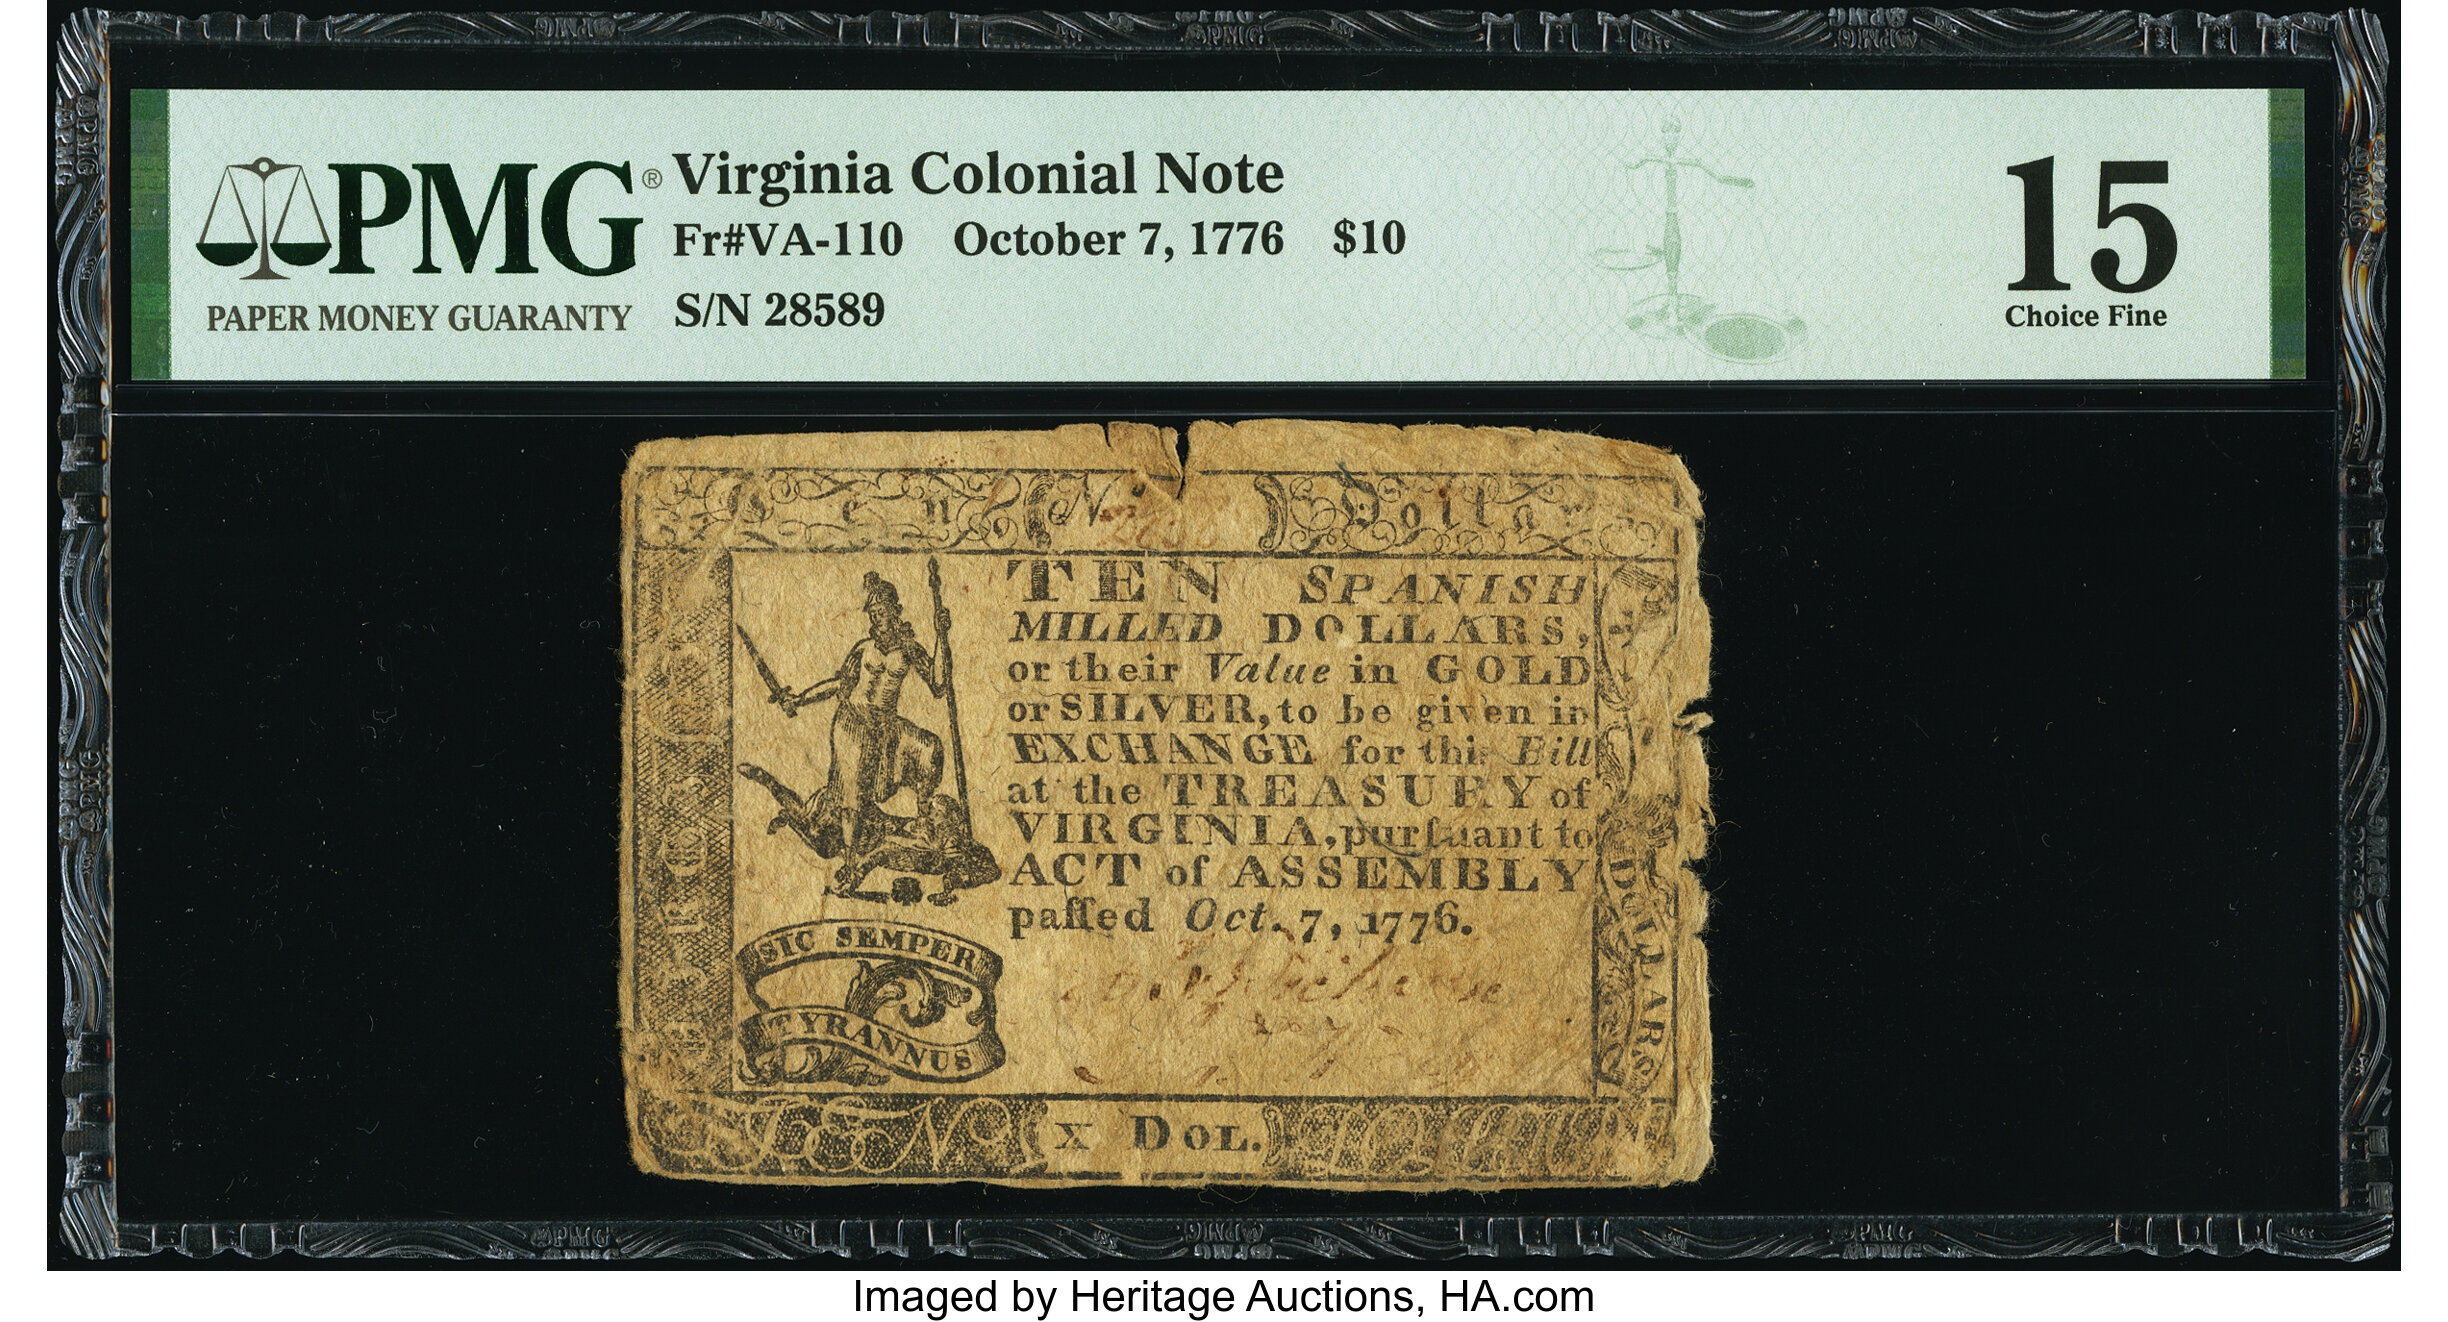 PMG® Virginia Colonial Note
Fr#VA-110 October 7, 1776 $10
PAPER MONEY GUARANTY S/N 28589
15
Choice Fine
Ten No Dollars
TEN SPANISH
MILLED DOLLARS,
or their Value in GOLD
or SILVER, to be given in
EXCHANGE for this Bill
at the TREASURY of
VIRGINIA, purſuant to
ACT of ASSEMBLY
paſſed Oct. 7, 1776.
SIC SEMPER
TYRANNUS
DOLLARS
X DOL.
Imaged by Heritage Auctions, HA.com